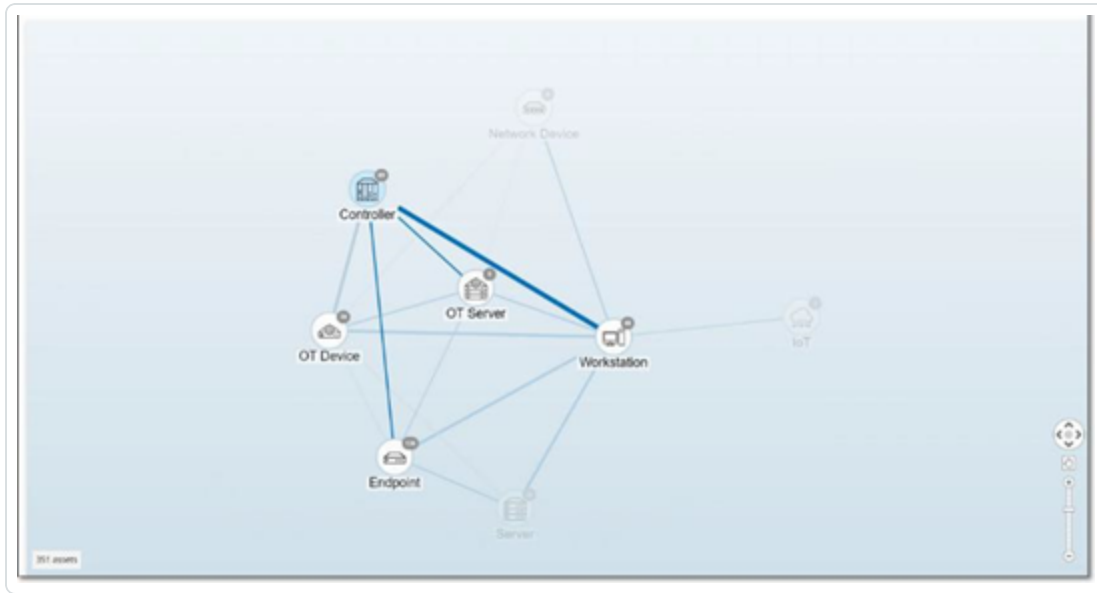 Network Device
Controller
OT Server
OT Device
Workstation
IoT
Endpoint
Server
351 assets